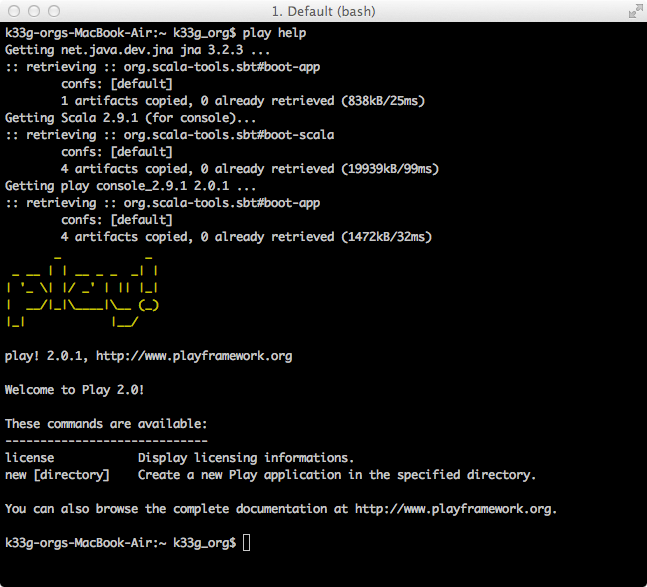 1. Default (bash)
k33g-orgs-MacBook-Air:~ k33g_org$ play help
Getting net.java.dev.jna jna 3.2.3 ...
:: retrieving :: org.scala-tools.sbt#boot-app
        confs: [default]
        1 artifacts copied, 0 already retrieved (838kB/25ms)
Getting Scala 2.9.1 (for console)...
:: retrieving :: org.scala-tools.sbt#boot-scala
        confs: [default]
        4 artifacts copied, 0 already retrieved (19939kB/99ms)
Getting play console_2.9.1 2.0.1 ...
:: retrieving :: org.scala-tools.sbt#boot-app
        confs: [default]
        4 artifacts copied, 0 already retrieved (1472kB/32ms)
       _            _
 _ __ | | __ _ _  _| |
| '_ \| |/ _' | || |_|
|  __/|_|\____|\__ (_)
|_|            |__/
play! 2.0.1, http://www.playframework.org
Welcome to Play 2.0!
These commands are available:
-----------------------------
license            Display licensing informations.
new [directory]    Create a new Play application in the specified directory.
You can also browse the complete documentation at http://www.playframework.org.
k33g-orgs-MacBook-Air:~ k33g_org$